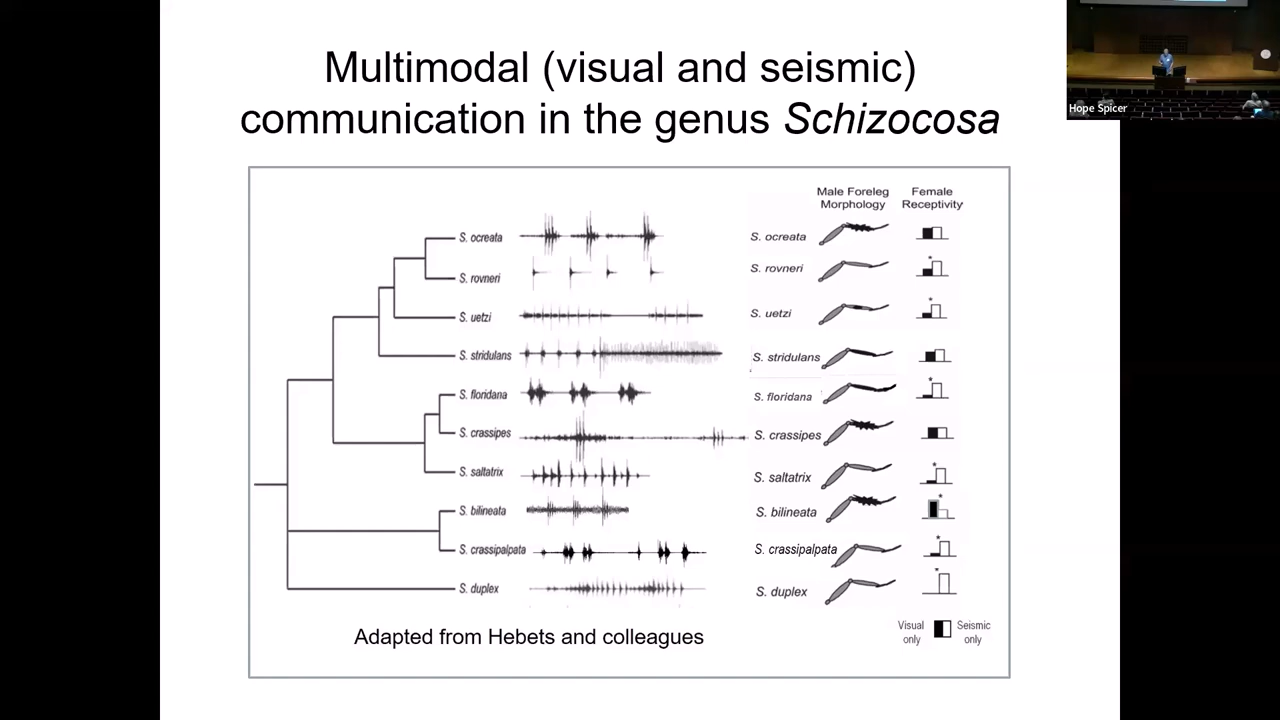 Multimodal (visual and seismic)
communication in the genus Schizocosa
Hope Spicer
Male Foreleg
Morphology
Female
Receptivity
S. ocreata
S. rovneri
S. uetzi
S. stridulans
S. floridana
S. crassipes
S. saltatrix
S. bilineata
S. crassipalpata
S. duplex
S. ocreata
*
S. rovneri
*
S. uetzi
S. stridulans
*
S. floridana
S. crassipes
*
S. saltatrix
*
S. bilineata
*
S. crassipalpata
*
S. duplex
Adapted from Hebets and colleagues
Visual
only
Seismic
only